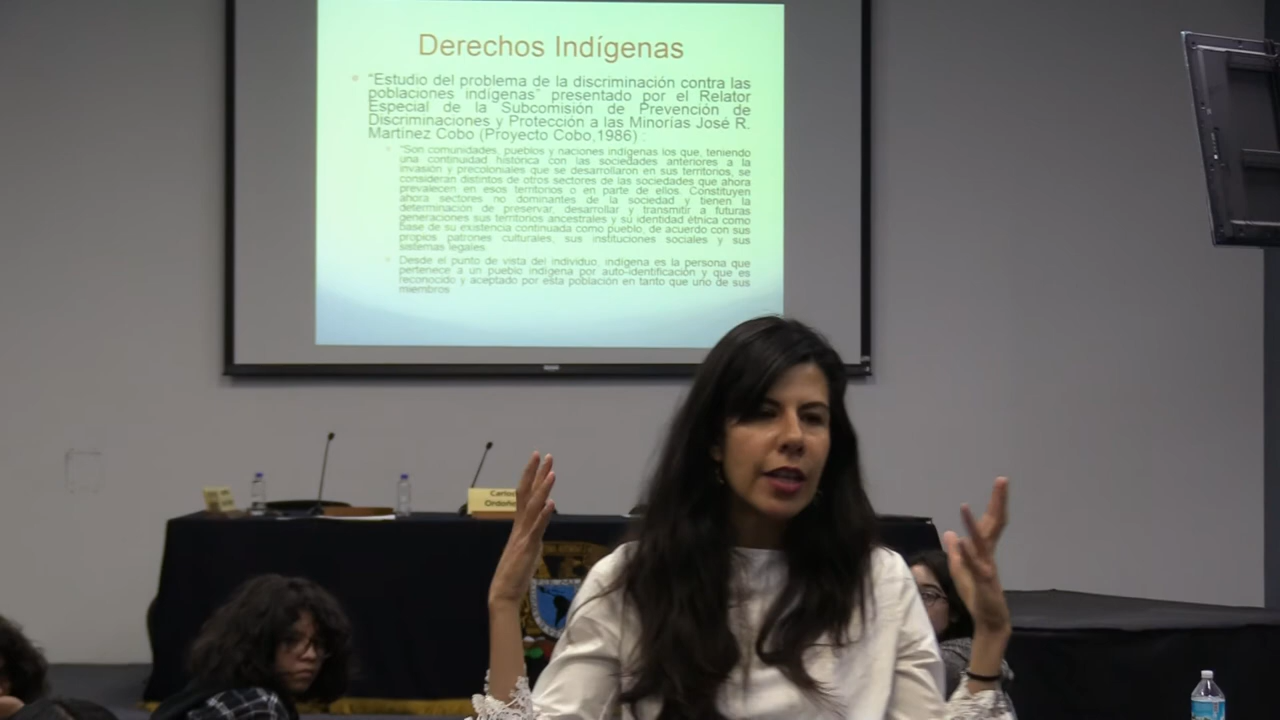 Derechos Indígenas
“Estudio del problema de la discriminación contra las
poblaciones indígenas” presentado por el Relator
Especial de la Subcomisión de Prevención de
Discriminaciones y Protección a las Minorías José R.
Martínez Cobo (Proyecto Cobo,1986) :
“Son comunidades, pueblos y naciones indígenas los que, teniendo
una continuidad histórica con las sociedades anteriores a la
invasión y precoloniales que se desarrollaron en sus territorios, se
consideran distintos de otros sectores de las sociedades que ahora
prevalecen en esos territorios o en parte de ellos. Constituyen
ahora sectores no dominantes de la sociedad y tienen la
determinación de preservar, desarrollar y transmitir a futuras
generaciones sus territorios ancestrales y su identidad étnica como
base de su existencia continuada como pueblo, de acuerdo con sus
propios patrones culturales, sus instituciones sociales y sus
sistemas legales.
Desde el punto de vista del individuo, indígena es la persona que
pertenece a un pueblo indígena por auto-identificación y que es
reconocido y aceptado por esta población en tanto que uno de sus
miembros
Carlos